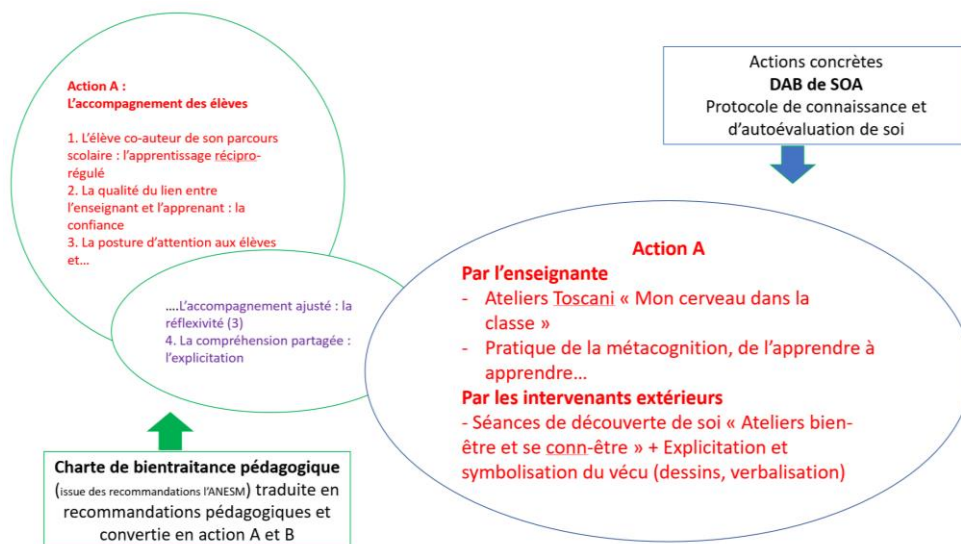 Action A :
L'accompagnement des élèves
1. L'élève co-auteur de son parcours
scolaire : l'apprentissage récipro-
régulé
2. La qualité du lien entre
l'enseignant et l'apprenant : la
confiance
3. La posture d'attention aux élèves
et…
….L'accompagnement ajusté : la
réflexivité (3)
4. La compréhension partagée :
l'explicitation
Charte de bientraitance pédagogique
(issue des recommandations l'ANESM) traduite en
recommandations pédagogiques et
convertie en action A et B
Actions concrètes
DAB de SOA
Protocole de connaissance et
d'autoévaluation de soi
Action A
Par l'enseignante
- Ateliers Toscani « Mon cerveau dans la
classe »
- Pratique de la métacognition, de l'apprendre à
apprendre…
Par les intervenants extérieurs
- Séances de découverte de soi « Ateliers bien-
être et se conn-être » + Explicitation et
symbolisation du vécu (dessins, verbalisation)